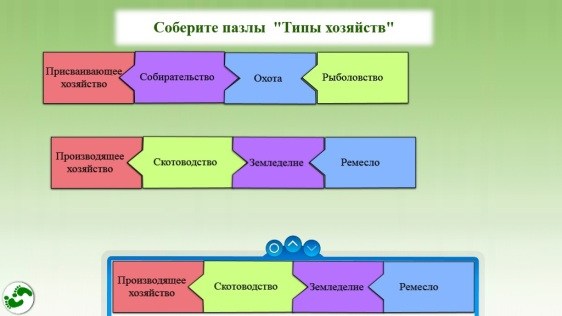 Соберите пазлы "Типы хозяйств"
Присваивающее
хозяйство
Собирательство
Охота
Рыболовство
Производящее
хозяйство
Скотоводство
Земледелие
Ремесло
Производящее
хозяйство
Скотоводство
Земледелие
Ремесло